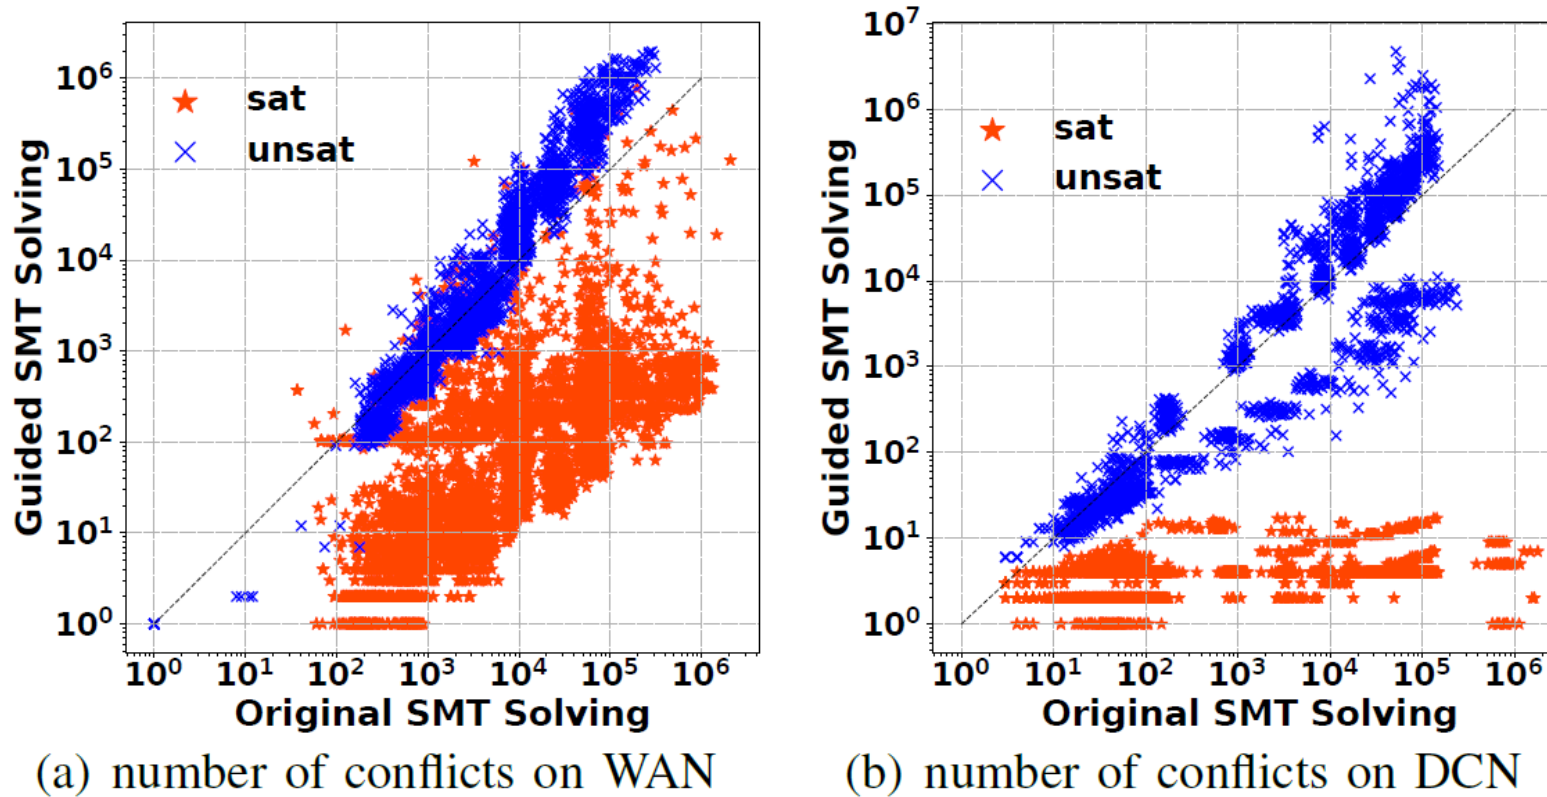 10⁶
10⁵
10⁴
10³
10²
10¹
10⁰
Guided SMT Solving
sat
unsat
10⁰ 10¹ 10² 10³ 10⁴ 10⁵ 10⁶
Original SMT Solving
(a) number of conflicts on WAN
10⁷
10⁶
10⁵
10⁴
10³
10²
10¹
10⁰
Guided SMT Solving
sat
unsat
10⁰ 10¹ 10² 10³ 10⁴ 10⁵ 10⁶
Original SMT Solving
(b) number of conflicts on DCN